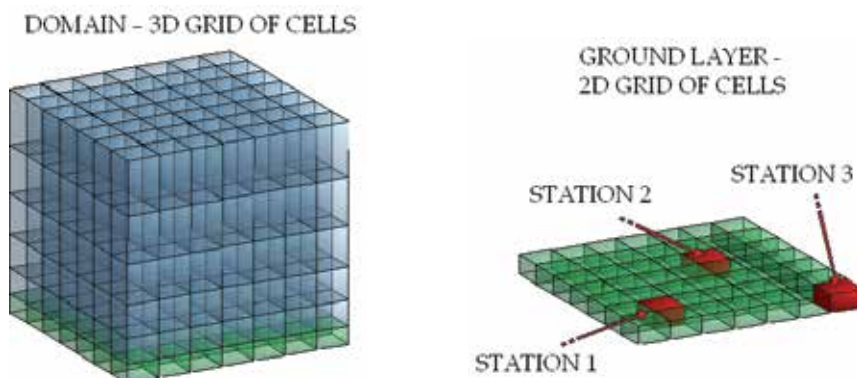 DOMAIN – 3D GRID OF CELLS
GROUND LAYER -
2D GRID OF CELLS
STATION 3
STATION 2
STATION 1